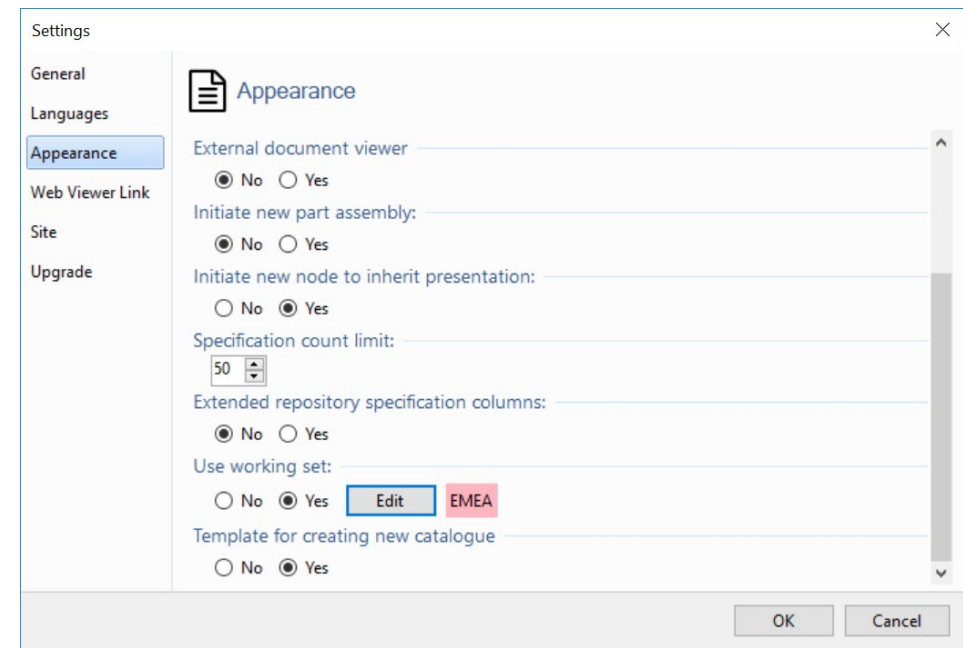 Settings
General
Languages
Appearance
Web Viewer Link
Site
Upgrade
Appearance
External document viewer
No Yes
Initiate new part assembly:
No Yes
Initiate new node to inherit presentation:
No Yes
Specification count limit:
50
Extended repository specification columns:
No Yes
Use working set:
No Yes Edit EMEA
Template for creating new catalogue
No Yes
OK Cancel